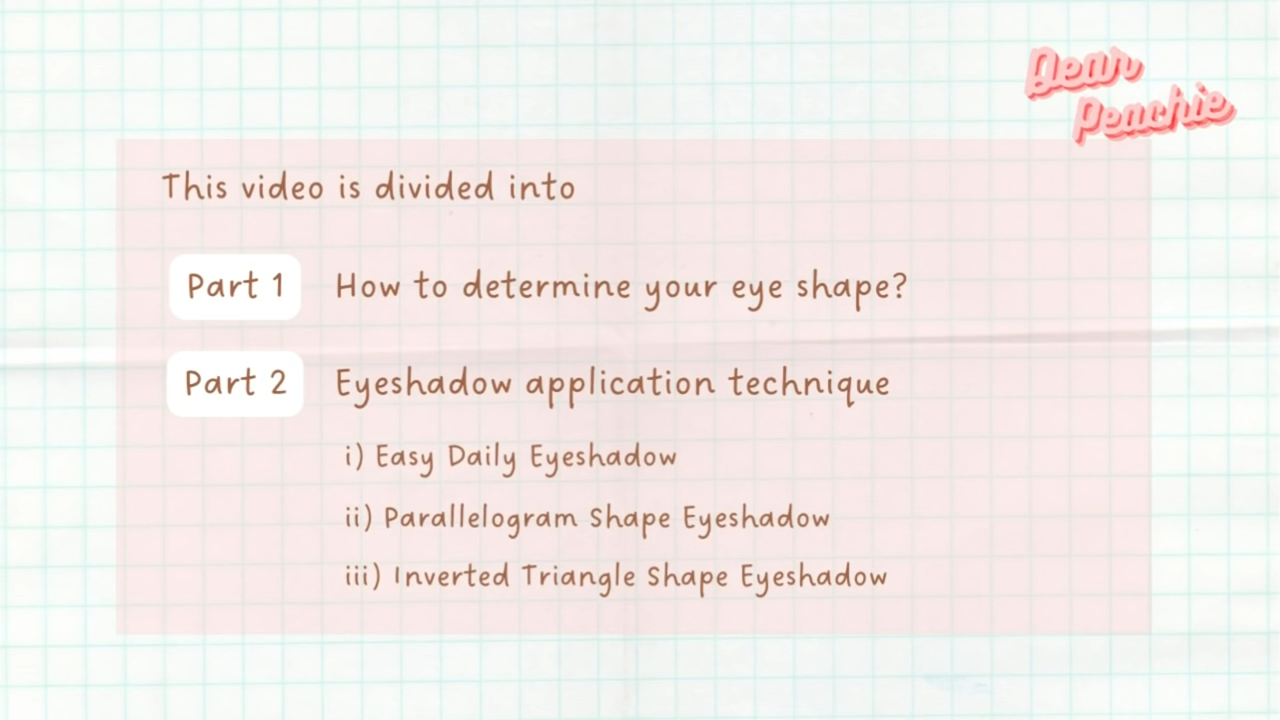 Dear
Peachie
This video is divided into
Part 1 How to determine your eye shape?
Part 2 Eyeshadow application technique
i) Easy Daily Eyeshadow
ii) Parallelogram Shape Eyeshadow
iii) Inverted Triangle Shape Eyeshadow